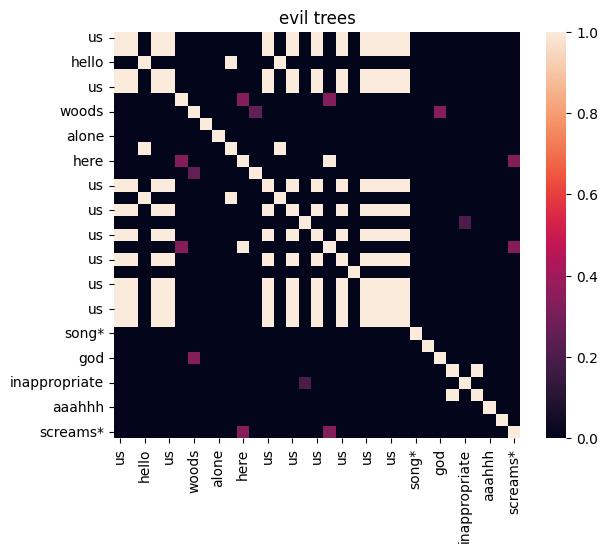 evil trees
us
hello
us
woods
alone
here
us
us
us
us
us
us
song*
god
inappropriate
aaahhh
screams*
us
hello
us
woods
alone
here
us
us
us
us
us
us
song*
god
inappropriate
aaahhh
screams*
1.0
0.8
0.6
0.4
0.2
0.0